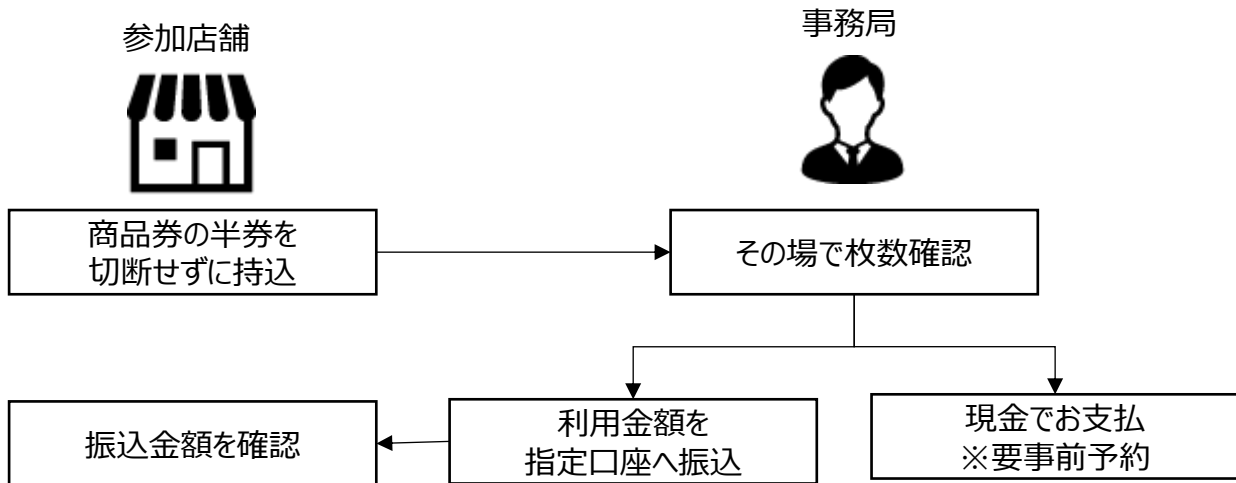 参加店舗
事務局
商品券の半券を
切断せずに持込
その場で枚数確認
振込金額を確認
利用金額を
指定口座へ振込
現金でお支払
※要事前予約